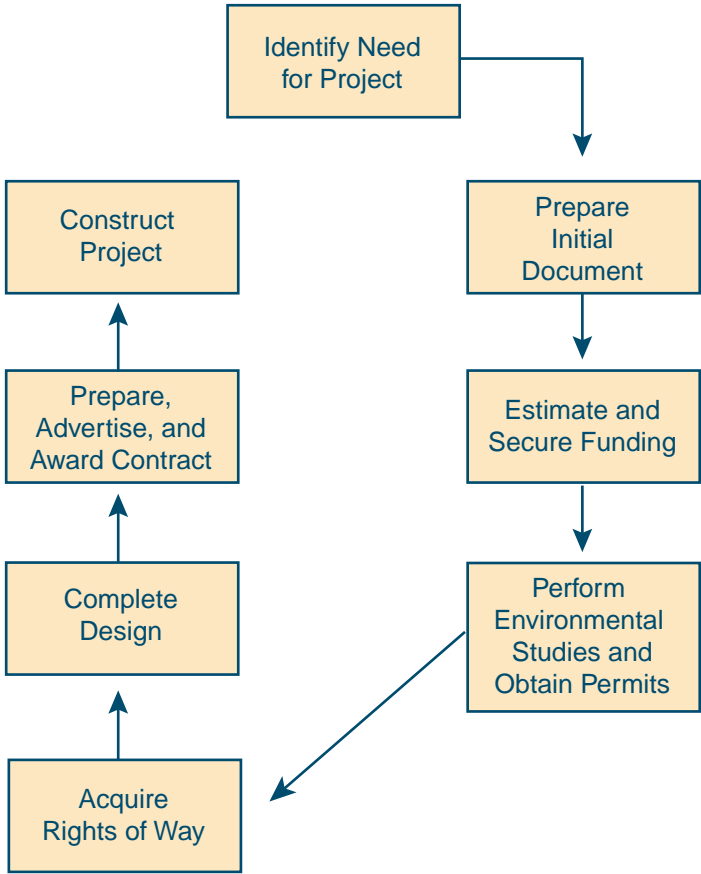 Identify Need
for Project
Prepare
Initial
Document
Estimate and
Secure Funding
Perform
Environmental
Studies and
Obtain Permits
Acquire
Rights of Way
Complete
Design
Prepare,
Advertise, and
Award Contract
Construct
Project